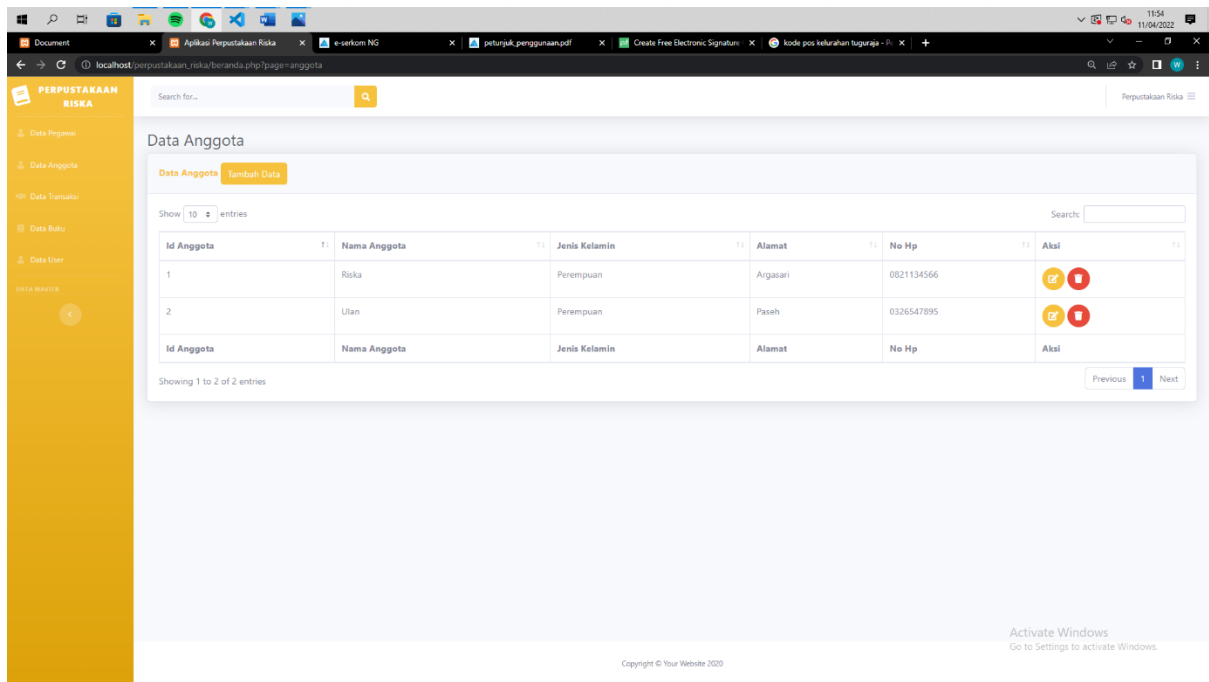 11:54
11/04/2022
Document
Aplikasi Perpustakaan Riska
e-serkom NG
petunjuk_penggunaan.pdf
Create Free Electronic Signature
kode pos kelurahan tuguraja - P
localhost/perpustakaan_riska/beranda.php?page=anggota
W
PERPUSTAKAAN
RISKA
Search for...
Perpustakaan Riska
Data Pegawai
Data Anggota
Data Transaksi
Data Buku
Data User
DATA MASTER
Data Anggota
Data Anggota Tambah Data
Show 10 entries
Search:
Id Anggota Nama Anggota Jenis Kelamin Alamat No Hp Aksi
1 Riska Perempuan Argasari 0821134566
2 Ulan Perempuan Paseh 0326547895
Id Anggota Nama Anggota Jenis Kelamin Alamat No Hp Aksi
Showing 1 to 2 of 2 entries
Previous 1 Next
Activate Windows
Go to Settings to activate Windows.
Copyright © Your Website 2020